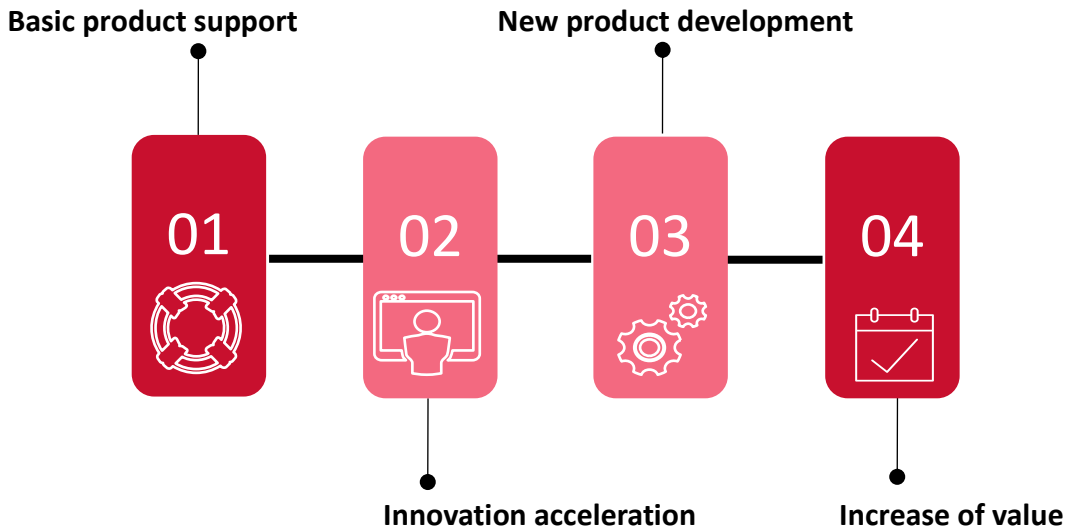 Basic product support
New product development
01
02
03
04
Innovation acceleration
Increase of value